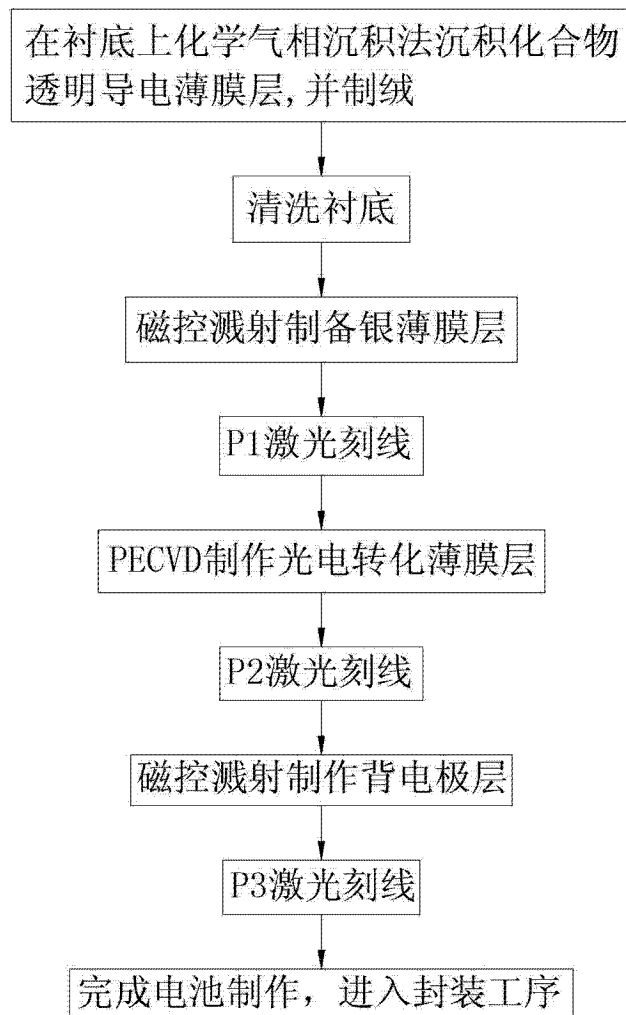 在衬底上化学气相沉积法沉积化合物
透明导电薄膜层,并制绒
清洗衬底
磁控溅射制备银薄膜层
P1激光刻线
PECVD制作光电转化薄膜层
P2激光刻线
磁控溅射制作背电极层
P3激光刻线
完成电池制作，进入封装工序